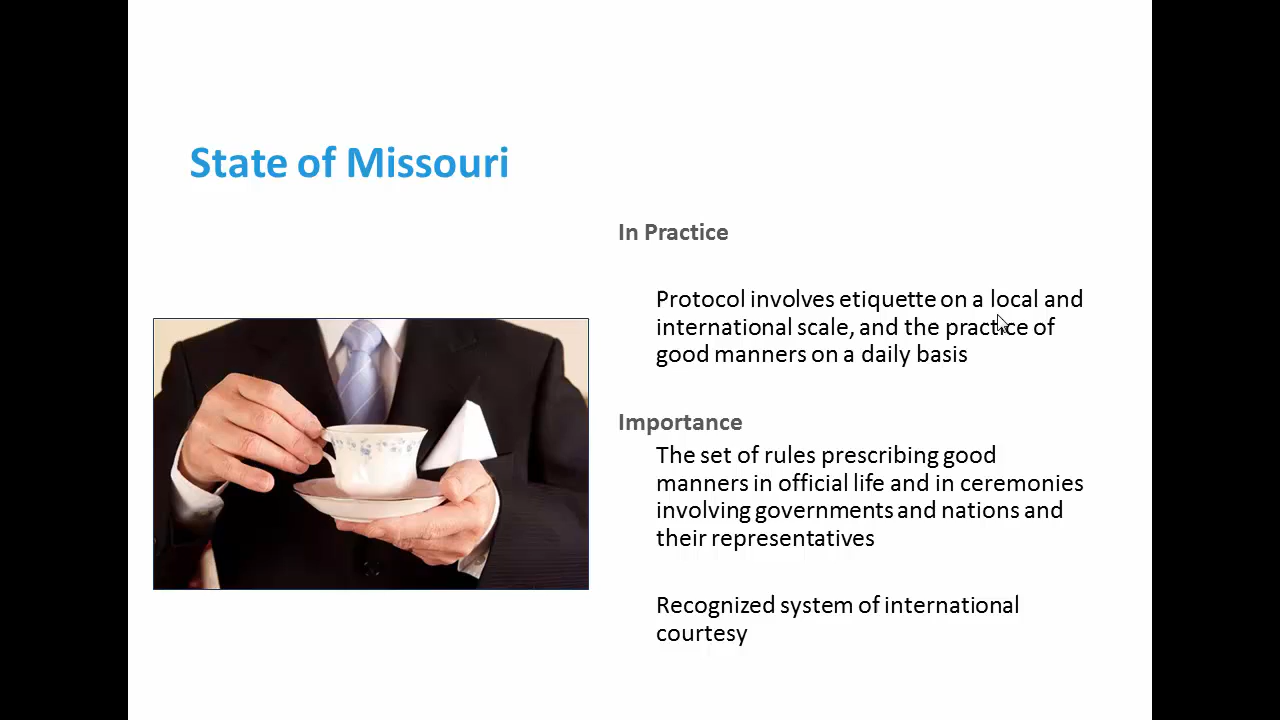 State of Missouri
In Practice
Protocol involves etiquette on a local and
international scale, and the practice of
good manners on a daily basis
Importance
The set of rules prescribing good
manners in official life and in ceremonies
involving governments and nations and
their representatives
Recognized system of international
courtesy